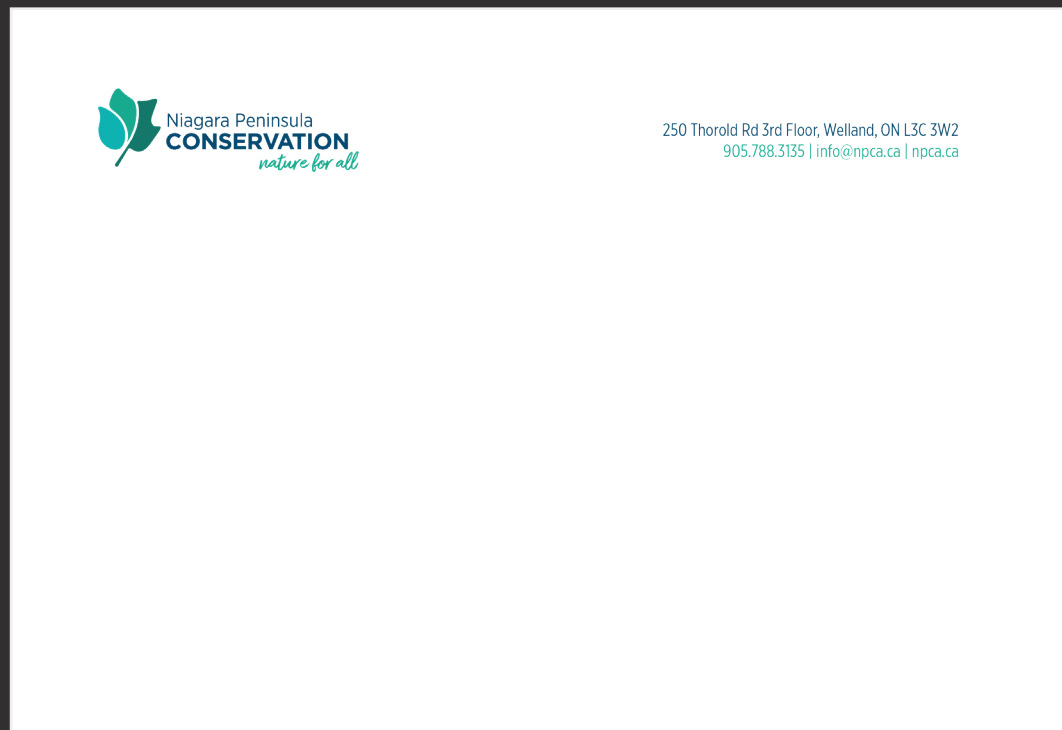 Niagara Peninsula
CONSERVATION
nature for all
250 Thorold Rd 3rd Floor, Welland, ON L3C 3W2
905.788.3135 | info@npca.ca | npca.ca